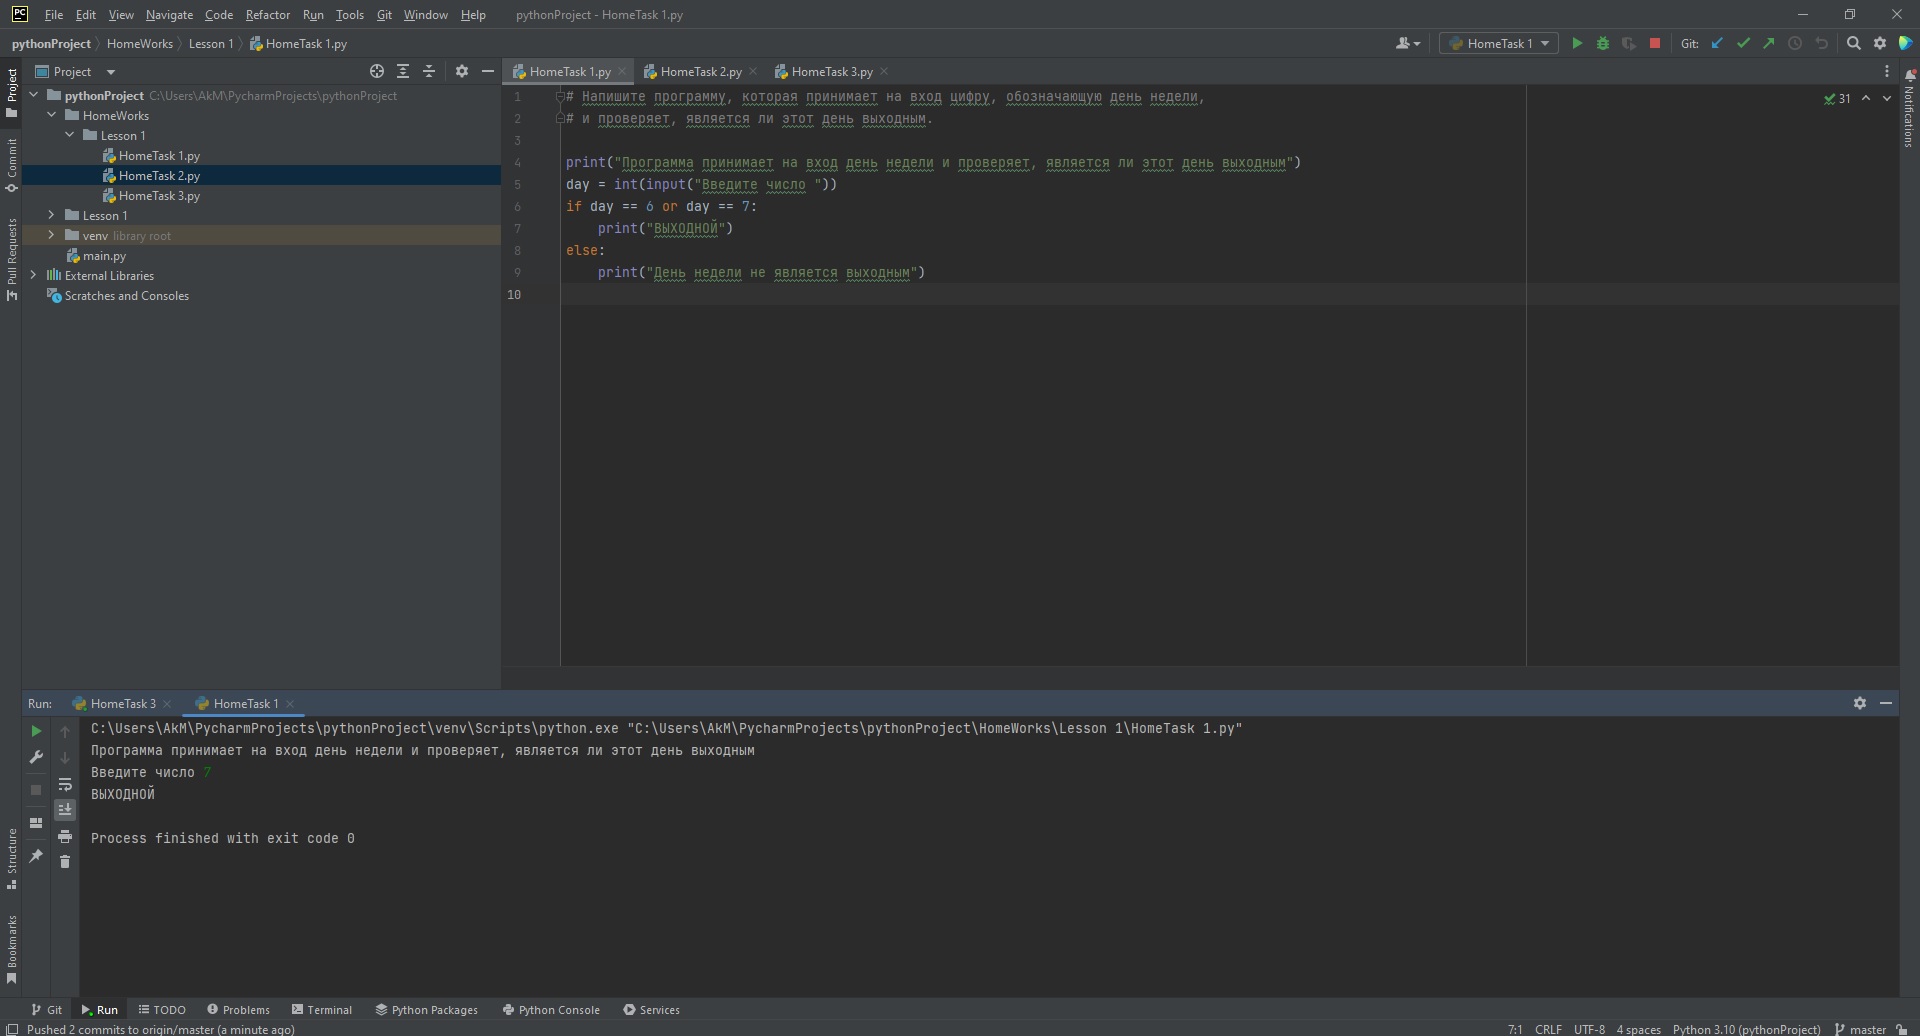 File Edit View Navigate Code Refactor Run Tools Git Window Help pythonProject - HomeTask 1.py
pythonProject HomeWorks Lesson 1 HomeTask 1.py
HomeTask 1
Git:
Project
HomeTask 1.py HomeTask 2.py HomeTask 3.py
pythonProject C:\Users\AkM\PycharmProjects\pythonProject
HomeWorks
Lesson 1
HomeTask 1.py
HomeTask 2.py
HomeTask 3.py
Lesson 1
venv library root
main.py
External Libraries
Scratches and Consoles
31
1 # Напишите программу, которая принимает на вход цифру, обозначающую день недели,
2 # и проверяет, является ли этот день выходным.
3
4 print("Программа принимает на вход день недели и проверяет, является ли этот день выходным")
5 day = int(input("Введите число "))
6 if day == 6 or day == 7:
7 print("ВЫХОДНОЙ")
8 else:
9 print("День недели не является выходным")
10
Project
Commit
Pull Requests
Structure
Bookmarks
Notifications
Run: HomeTask 3 HomeTask 1
C:\Users\AkM\PycharmProjects\pythonProject\venv\Scripts\python.exe "C:\Users\AkM\PycharmProjects\pythonProject\HomeWorks\Lesson 1\HomeTask 1.py"
Программа принимает на вход день недели и проверяет, является ли этот день выходным
Введите число 7
ВЫХОДНОЙ
Process finished with exit code 0
Git Run TODO Problems Terminal Python Packages Python Console Services
Pushed 2 commits to origin/master (a minute ago)
7:1 CRLF UTF-8 4 spaces Python 3.10 (pythonProject) master